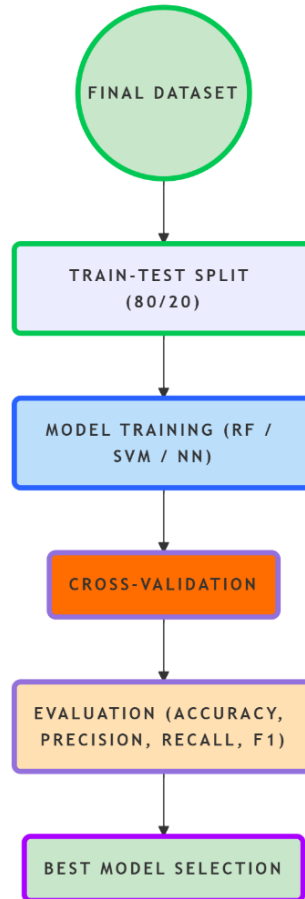 FINAL DATASET
TRAIN-TEST SPLIT
(80/20)
MODEL TRAINING (RF /
SVM / NN)
CROSS-VALIDATION
EVALUATION (ACCURACY,
PRECISION, RECALL, F1)
BEST MODEL SELECTION